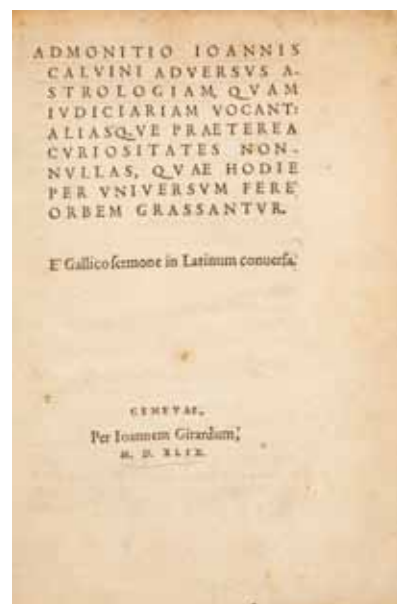 ADMONITIO IOANNIS
CALVINI ADVERSVS A-
STROLOGIAM, QVAM
IVDICIARIAM VOCANT:
ALIASQVE PRAETEREA
CVRIOSITATES NON-
NVLLAS, QVAE HODIE
PER VNIVERSVM FERE
ORBEM GRASSANTVR.
E' Gallico sermone in Latinum conuersa.
GENEVAE,
Per Ioannem Girardum,
M. D. XLIX.